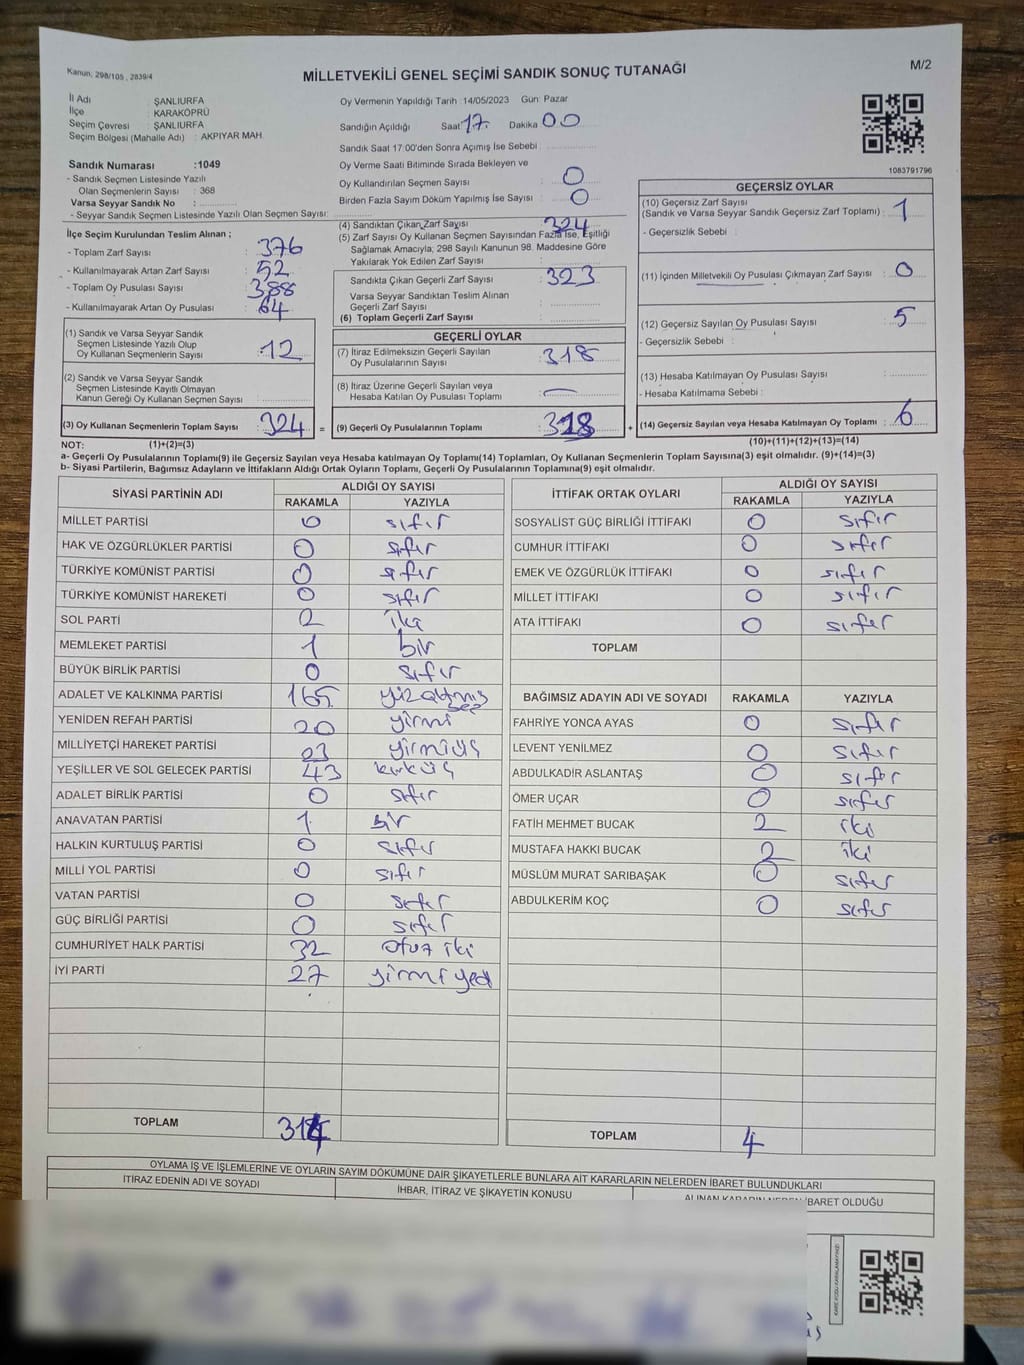 Kanun, 298/105 , 2839/4
MİLLETVEKİLİ GENEL SEÇİMİ SANDIK SONUÇ TUTANAĞI
M/2
İl Adı : ŞANLIURFA
İlçe : KARAKÖPRÜ
Seçim Çevresi : ŞANLIURFA
Seçim Bölgesi (Mahalle Adı) : AKPIYAR MAH.
Sandık Numarası :1049
- Sandık Seçmen Listesinde Yazılı
Olan Seçmenlerin Sayısı : 368
Varsa Seyyar Sandık No :
- Seyyar Sandık Seçmen Listesinde Yazılı Olan Seçmen Sayısı:
Oy Vermenin Yapıldığı Tarih :14/05/2023 Gün: Pazar
Sandığın Açıldığı Saat 17. Dakika 00
Sandık Saat 17:00'den Sonra Açımış İse Sebebi :
Oy Verme Saati Bitiminde Sırada Bekleyen ve
Oy Kullandırılan Seçmen Sayısı : 0
Birden Fazla Sayım Döküm Yapılmış İse Sayısı : 0
1083791796
İlçe Seçim Kurulundan Teslim Alınan ;
- Toplam Zarf Sayısı : 376
- Kullanılmayarak Artan Zarf Sayısı : 52
- Toplam Oy Pusulası Sayısı : 388
- Kullanılmayarak Artan Oy Pusulası : 64
(1) Sandık ve Varsa Seyyar Sandık
Seçmen Listesinde Yazılı Olup
Oy Kullanan Seçmenlerin Sayısı : 12
(2) Sandık ve Varsa Seyyar Sandık
Seçmen Listesinde Kayıtlı Olmayan
Kanun Gereği Oy Kullanan Seçmen Sayısı :
(3) Oy Kullanan Seçmenlerin Toplam Sayısı : 324 =
(4) Sandıktan Çıkan Zarf Sayısı : 324
(5) Zarf Sayısı Oy Kullanan Seçmen Sayısından Fazla İse, Eşitliği
Sağlamak Amacıyla; 298 Sayılı Kanunun 98. Maddesine Göre
Yakılarak Yok Edilen Zarf Sayısı :
Sandıkta Çıkan Geçerli Zarf Sayısı : 323
Varsa Seyyar Sandıktan Teslim Alınan
Geçerli Zarf Sayısı :
(6) Toplam Geçerli Zarf Sayısı :
GEÇERLİ OYLAR
(7) İtiraz Edilmeksizin Geçerli Sayılan
Oy Pusulalarının Sayısı : 318
(8) İtiraz Üzerine Geçerli Sayılan veya
Hesaba Katılan Oy Pusulası Toplamı :
(9) Geçerli Oy Pusulalarının Toplamı : 318 +
GEÇERSİZ OYLAR
(10) Geçersiz Zarf Sayısı
(Sandık ve Varsa Seyyar Sandık Geçersiz Zarf Toplamı) : 1
- Geçersizlik Sebebi :
(11) İçinden Milletvekili Oy Pusulası Çıkmayan Zarf Sayısı : 0
(12) Geçersiz Sayılan Oy Pusulası Sayısı : 5
- Geçersizlik Sebebi :
(13) Hesaba Katılmayan Oy Pusulası Sayısı :
- Hesaba Katılmama Sebebi :
(14) Geçersiz Sayılan veya Hesaba Katılmayan Oy Toplamı : 6
NOT: (1)+(2)=(3)
(10)+(11)+(12)+(13)=(14)
a- Geçerli Oy Pusulalarının Toplamı(9) ile Geçersiz Sayılan veya Hesaba Katılmayan Oy Toplamı(14) Toplamları, Oy Kullanan Seçmenlerin Toplam Sayısına(3) eşit olmalıdır. (9)+(14)=(3)
b- Siyasi Partilerin, Bağımsız Adayların ve İttifakların Aldığı Ortak Oyların Toplamı, Geçerli Oy Pusulalarının Toplamına(9) eşit olmalıdır.
SİYASİ PARTİNİN ADI ALDIĞI OY SAYISI
RAKAMLA YAZIYLA
MİLLET PARTİSİ 0 sıfır
HAK VE ÖZGÜRLÜKLER PARTİSİ 0 sıfır
TÜRKİYE KOMÜNİST PARTİSİ 0 sıfır
TÜRKİYE KOMÜNİST HAREKETİ 0 sıfır
SOL PARTİ 2 iki
MEMLEKET PARTİSİ 1 bir
BÜYÜK BİRLİK PARTİSİ 0 sıfır
ADALET VE KALKINMA PARTİSİ 165 yüzaltmış
YENİDEN REFAH PARTİSİ 20 yirmi
MİLLİYETÇİ HAREKET PARTİSİ 23 yirmiüç
YEŞİLLER VE SOL GELECEK PARTİSİ 43 kırküç
ADALET BİRLİK PARTİSİ 0 sıfır
ANAVATAN PARTİSİ 1 bir
HALKIN KURTULUŞ PARTİSİ 0 sıfır
MİLLİ YOL PARTİSİ 0 sıfır
VATAN PARTİSİ 0 sıfır
GÜÇ BİRLİĞİ PARTİSİ 0 sıfır
CUMHURİYET HALK PARTİSİ 32 otuz iki
İYİ PARTİ 27 yirmi yedi
TOPLAM 314
İTTİFAK ORTAK OYLARI ALDIĞI OY SAYISI
RAKAMLA YAZIYLA
SOSYALİST GÜÇ BİRLİĞİ İTTİFAKI 0 sıfır
CUMHUR İTTİFAKI 0 sıfır
EMEK VE ÖZGÜRLÜK İTTİFAKI 0 sıfır
MİLLET İTTİFAKI 0 sıfır
ATA İTTİFAKI 0 sıfır
TOPLAM
BAĞIMSIZ ADAYIN ADI VE SOYADI RAKAMLA YAZIYLA
FAHRİYE YONCA AYAS 0 sıfır
LEVENT YENİLMEZ 0 sıfır
ABDULKADİR ASLANTAŞ 0 sıfır
ÖMER UÇAR 0 sıfır
FATİH MEHMET BUCAK 2 iki
MUSTAFA HAKKI BUCAK 2 iki
MÜSLÜM MURAT SARIBAŞAK 0 sıfır
ABDULKERİM KOÇ 0 sıfır
TOPLAM 4
OYLAMA İŞ VE İŞLEMLERİNE VE OYLARIN SAYIM DÖKÜMÜNE DAİR ŞİKAYETLERLE BUNLARA AİT KARARLARIN NELERDEN İBARET BULUNDUKLARI
İTİRAZ EDENİN ADI VE SOYADI
İHBAR, İTİRAZ VE ŞİKAYETİN KONUSU
ALINAN KARARIN NEDEN İBARET OLDUĞU